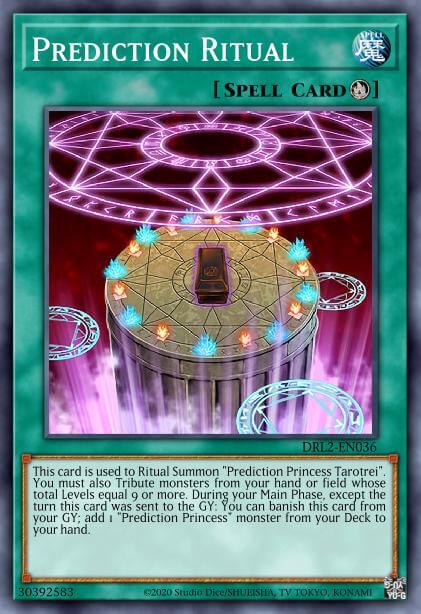 PREDICTION RITUAL
SPELL
魔
[SPELL CARD]
DRL2-EN036
This card is used to Ritual Summon "Prediction Princess Tarotrei".
You must also Tribute monsters from your hand or field whose
total Levels equal 9 or more. During your Main Phase, except the
turn this card was sent to the GY: You can banish this card from
your GY; add 1 "Prediction Princess" monster from your Deck to
your hand.
30392583
©2020 Studio Dice/SHUEISHA, TV TOKYO, KONAMI